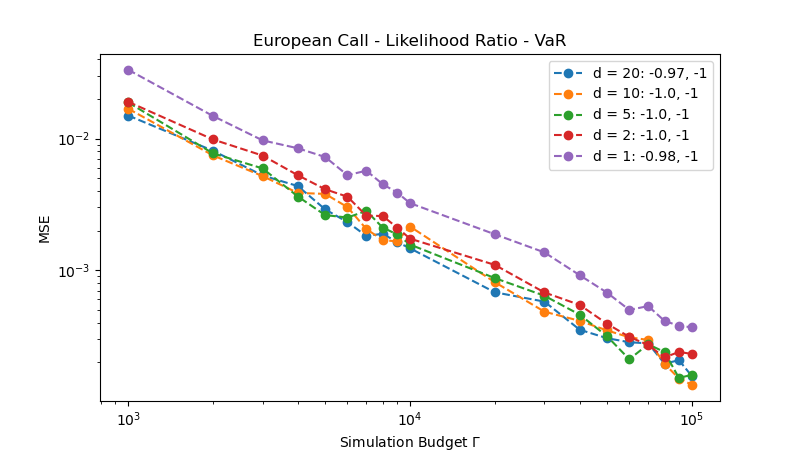 European Call - Likelihood Ratio - VaR
d = 20: -0.97, -1
d = 10: -1.0, -1
d = 5: -1.0, -1
d = 2: -1.0, -1
d = 1: -0.98, -1
MSE
10⁻²
10⁻³
10³ 10⁴ 10⁵
Simulation Budget Γ